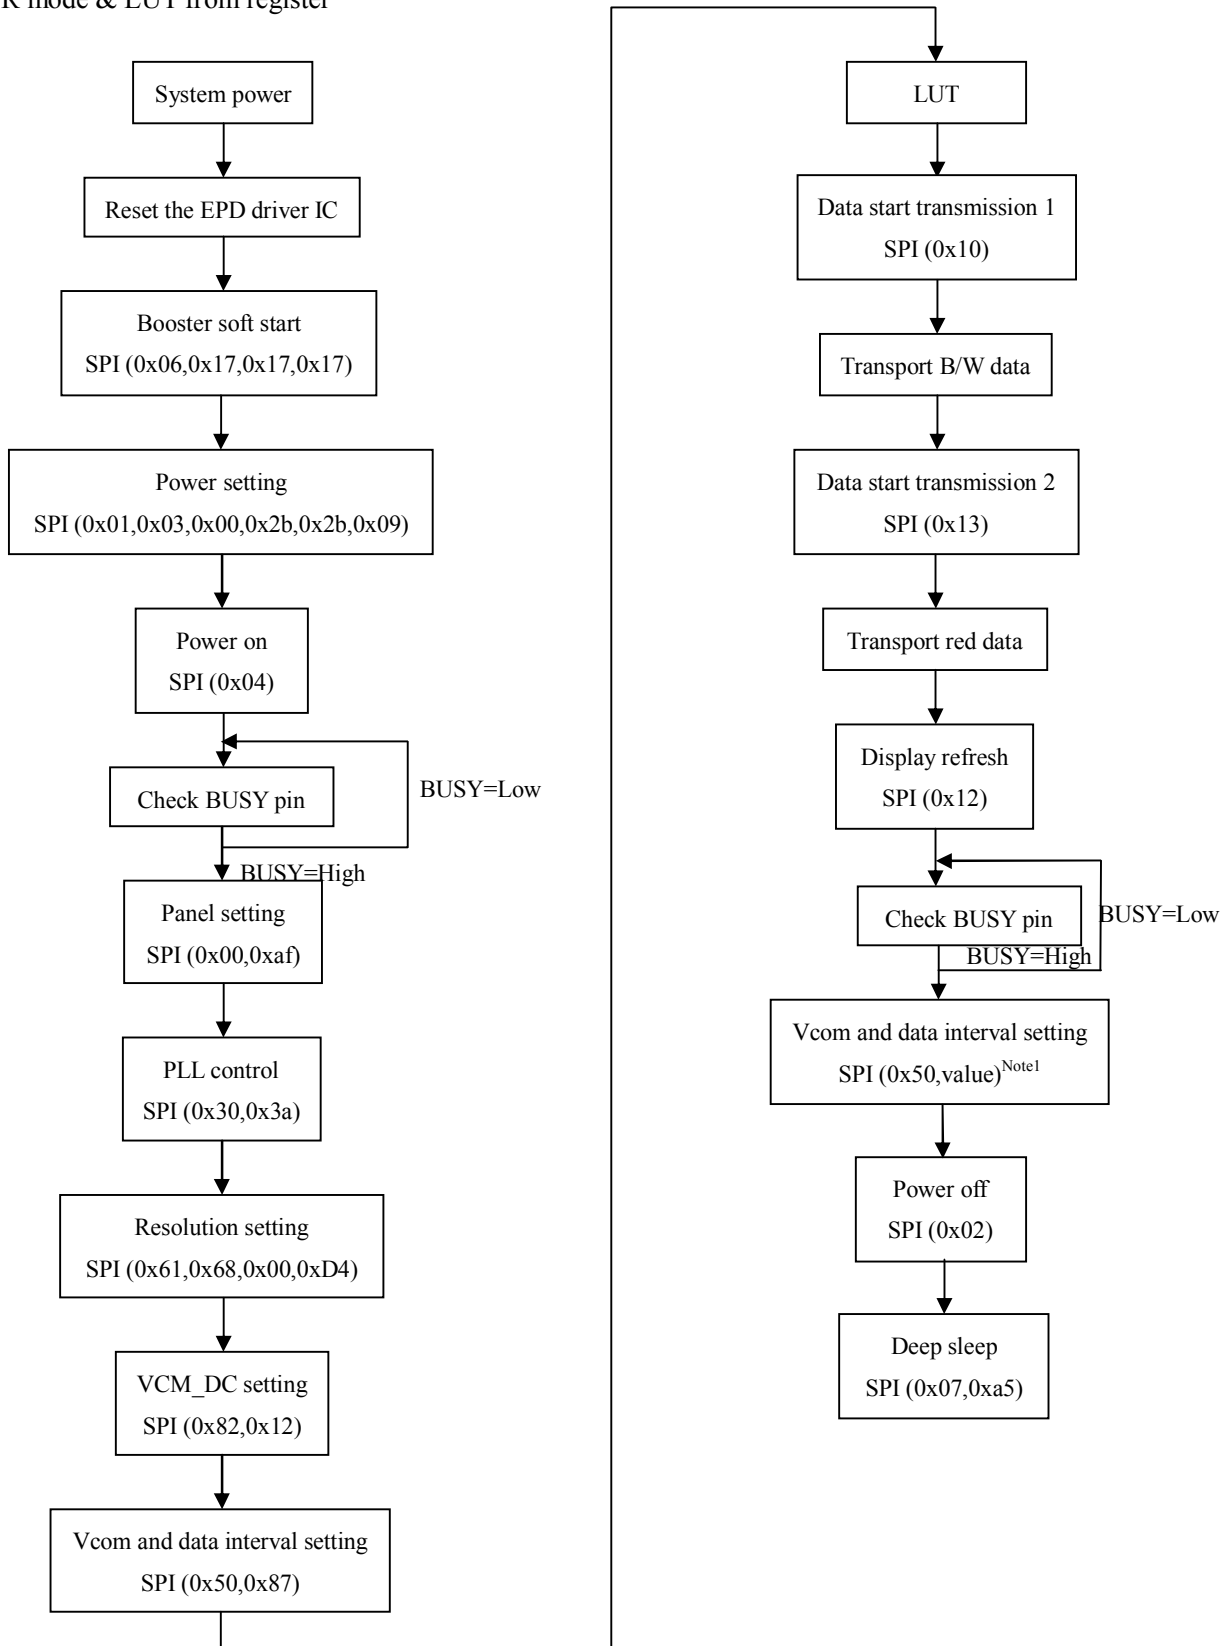 R mode & LUT from register
System power
Reset the EPD driver IC
Booster soft start
SPI (0x06,0x17,0x17,0x17)
Power setting
SPI (0x01,0x03,0x00,0x2b,0x2b,0x09)
Power on
SPI (0x04)
BUSY=Low
Check BUSY pin
BUSY=High
Panel setting
SPI (0x00,0xaf)
PLL control
SPI (0x30,0x3a)
Resolution setting
SPI (0x61,0x68,0x00,0xD4)
VCM_DC setting
SPI (0x82,0x12)
Vcom and data interval setting
SPI (0x50,0x87)
LUT
Data start transmission 1
SPI (0x10)
Transport B/W data
Data start transmission 2
SPI (0x13)
Transport red data
Display refresh
SPI (0x12)
Check BUSY pin
BUSY=Low
BUSY=High
Vcom and data interval setting
SPI (0x50,value)Note1
Power off
SPI (0x02)
Deep sleep
SPI (0x07,0xa5)